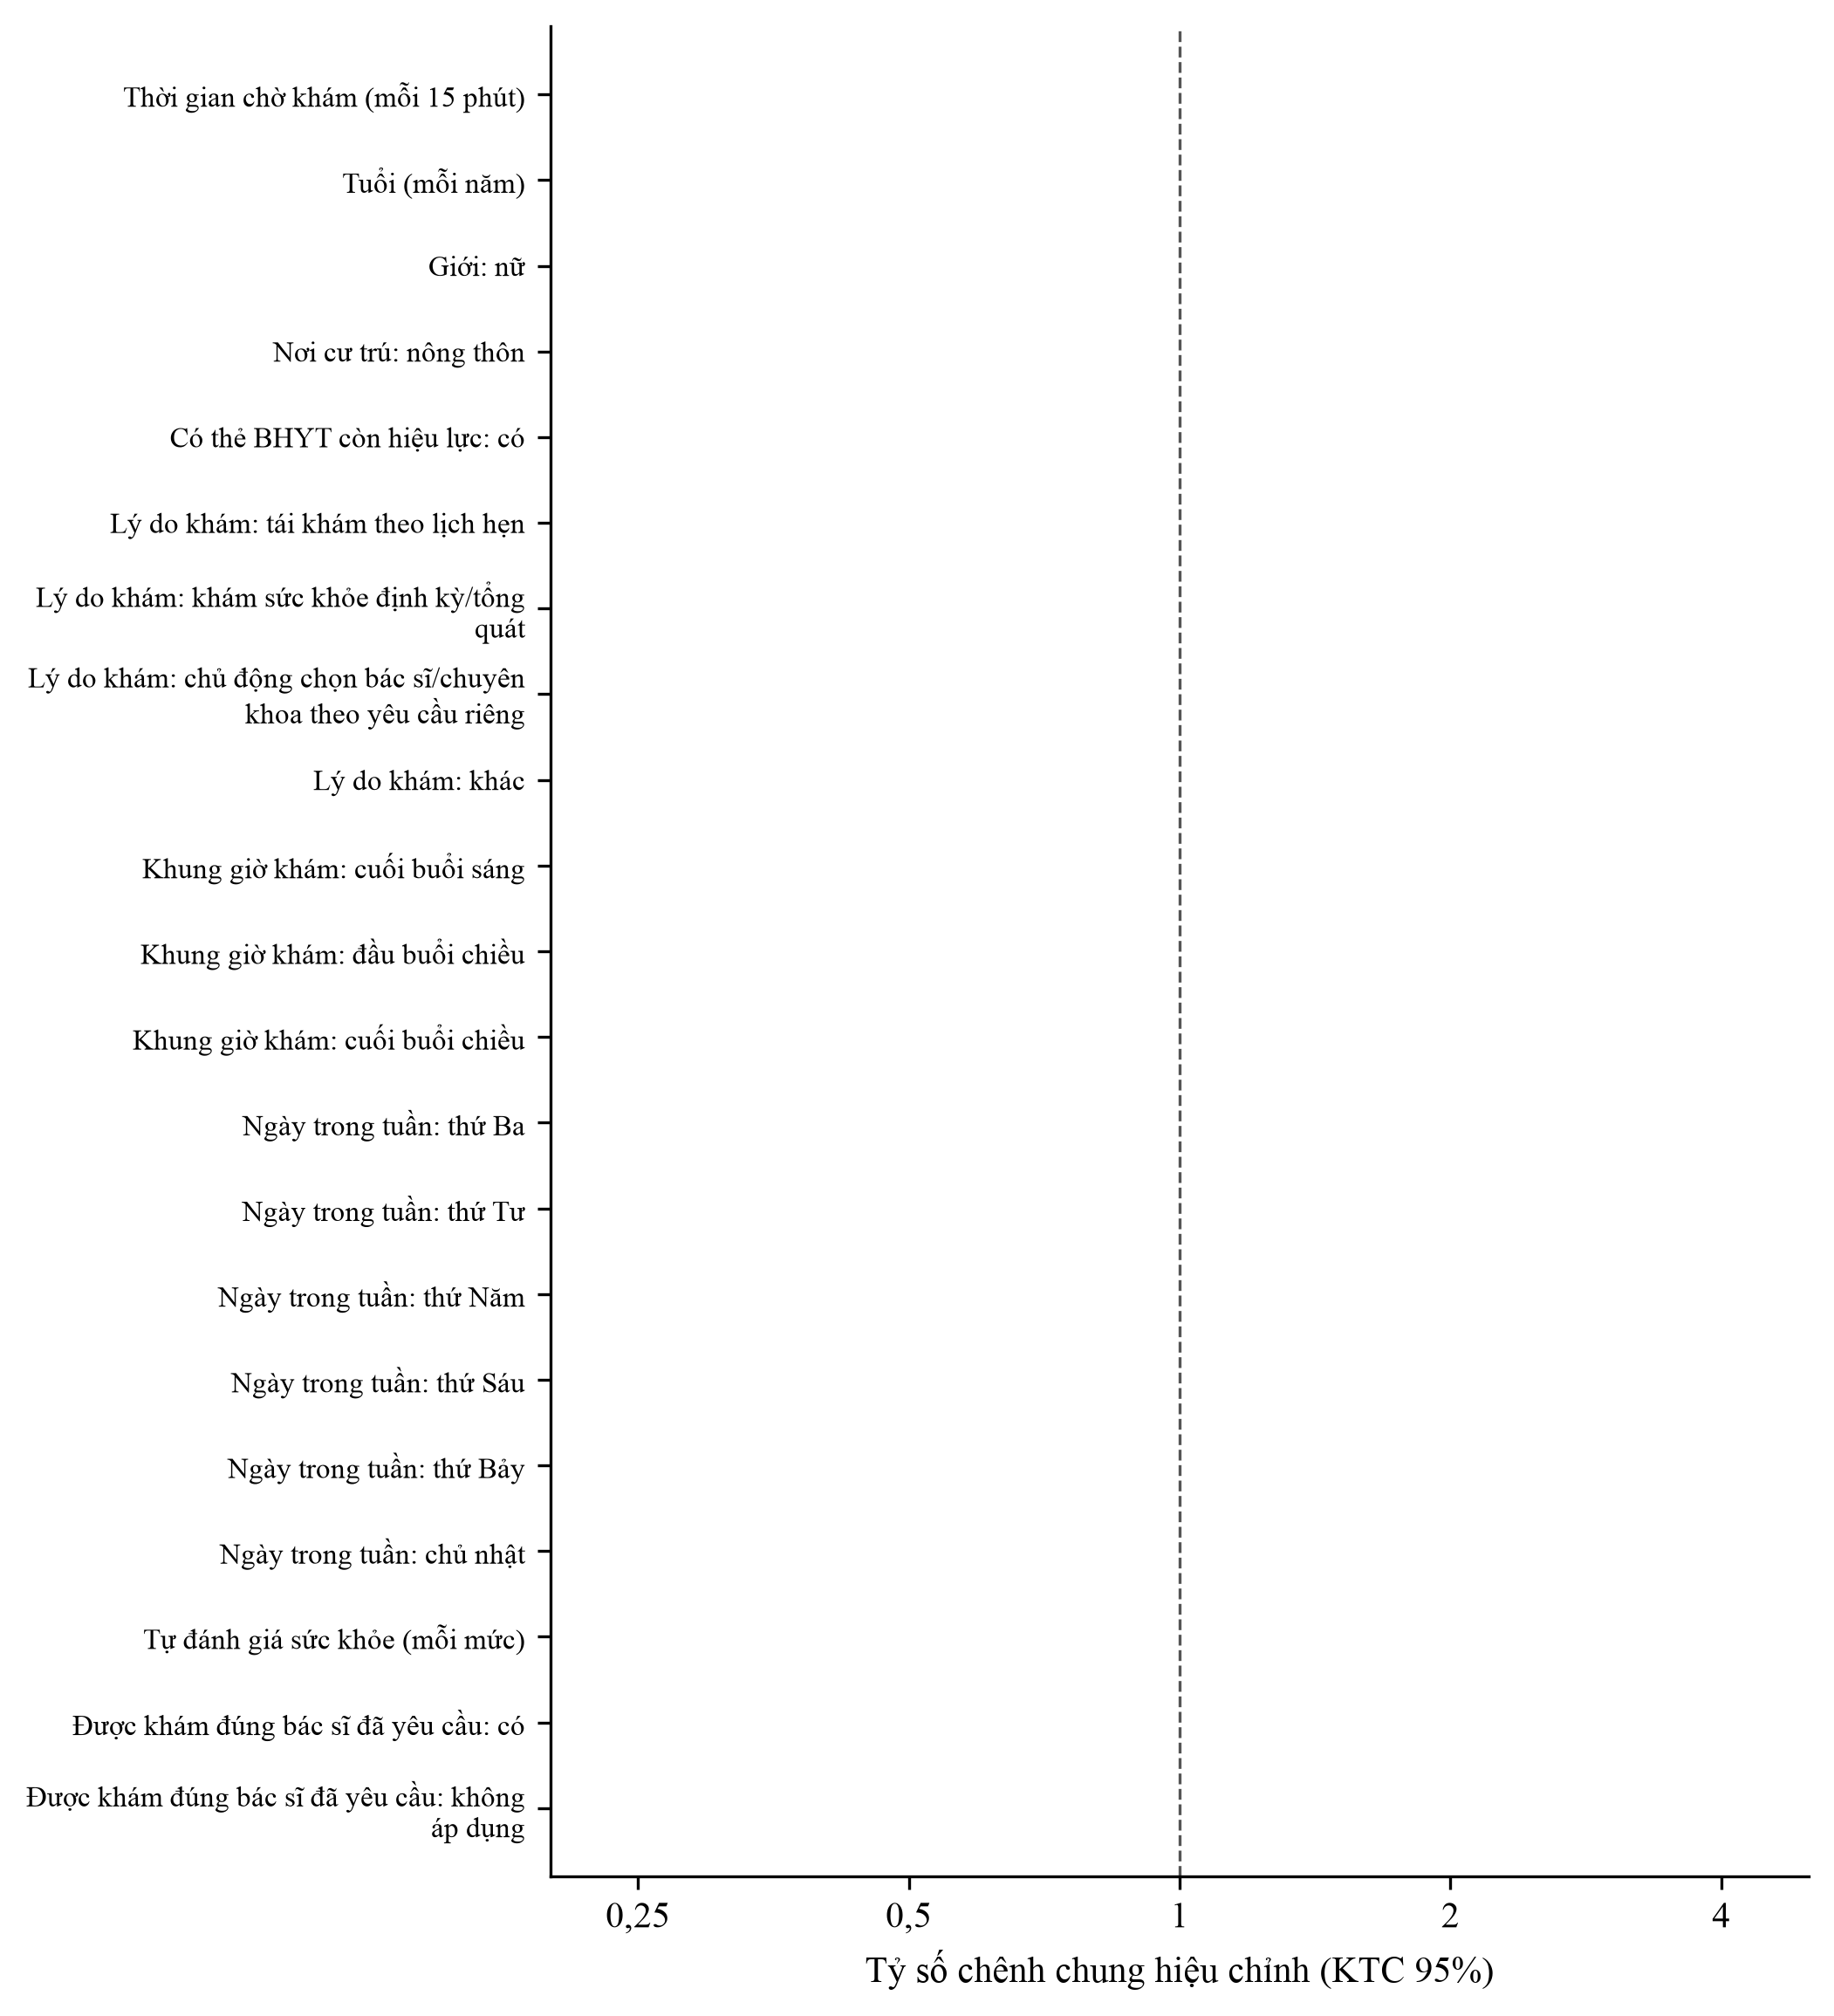 Thời gian chờ khám (mỗi 15 phút)
Tuổi (mỗi năm)
Giới: nữ
Nơi cư trú: nông thôn
Có thẻ BHYT còn hiệu lực: có
Lý do khám: tái khám theo lịch hẹn
Lý do khám: khám sức khỏe định kỳ/tổng
quát
Lý do khám: chủ động chọn bác sĩ/chuyên
khoa theo yêu cầu riêng
Lý do khám: khác
Khung giờ khám: cuối buổi sáng
Khung giờ khám: đầu buổi chiều
Khung giờ khám: cuối buổi chiều
Ngày trong tuần: thứ Ba
Ngày trong tuần: thứ Tư
Ngày trong tuần: thứ Năm
Ngày trong tuần: thứ Sáu
Ngày trong tuần: thứ Bảy
Ngày trong tuần: chủ nhật
Tự đánh giá sức khỏe (mỗi mức)
Được khám đúng bác sĩ đã yêu cầu: có
Được khám đúng bác sĩ đã yêu cầu: không
áp dụng
0,25 0,5 1 2 4
Tỷ số chênh chung hiệu chỉnh (KTC 95%)